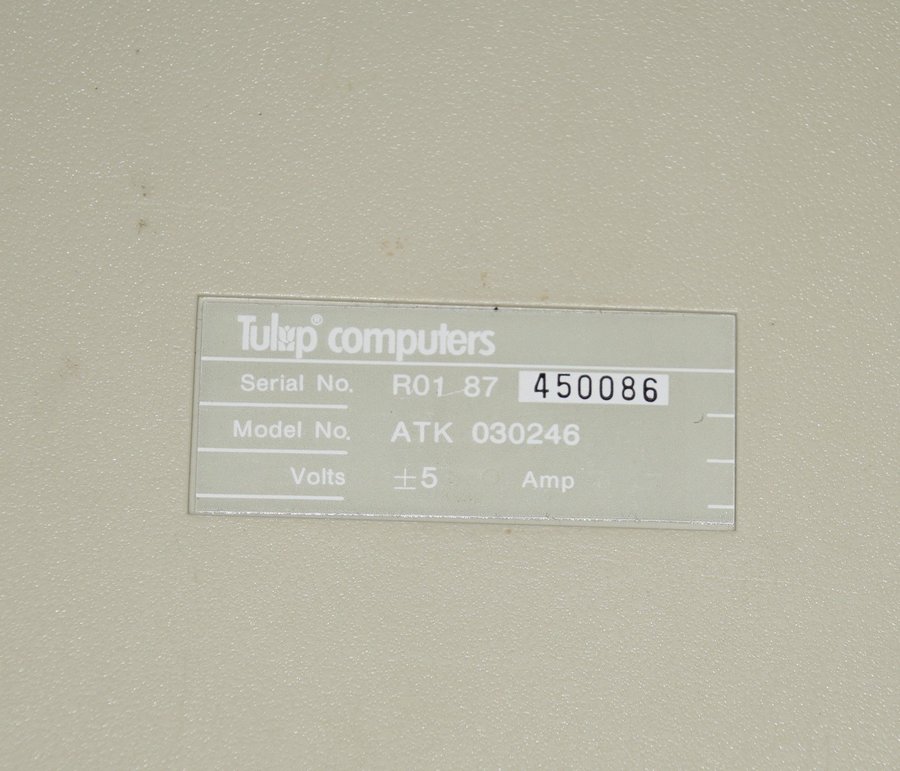 Tulip® computers
Serial No. R01 87 450086
Model No. ATK 030246
Volts ±5 Amp